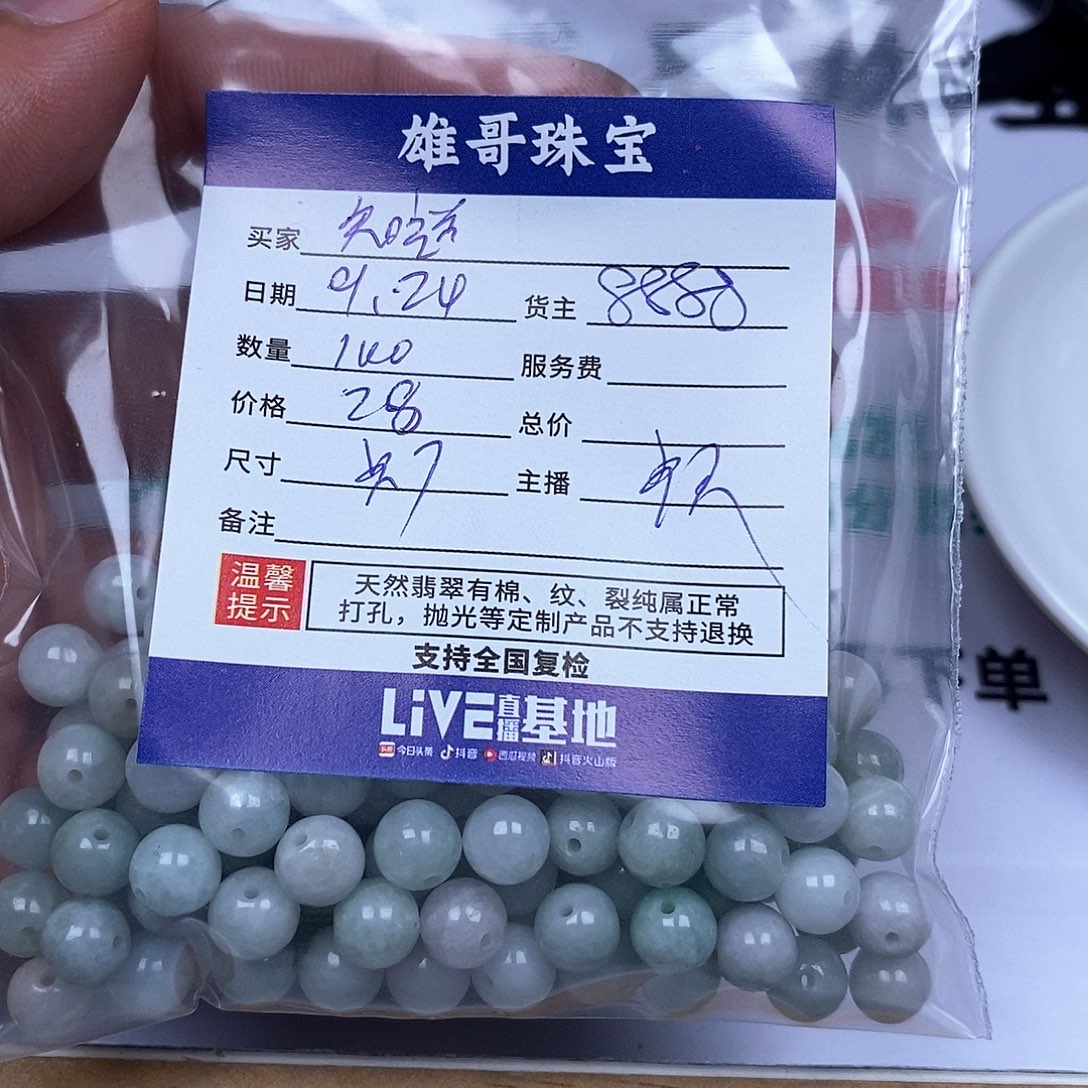 雄哥珠宝
买家
日期 9.24 货主 8888
数量 100 服务费
价格 28 总价
尺寸 主播
备注
温馨提示
天然翡翠有棉、纹、裂纯属正常
打孔，抛光等定制产品不支持退换
支持全国复检
LiVE直播基地
今日头条 抖音 西瓜视频 抖音火山版
单